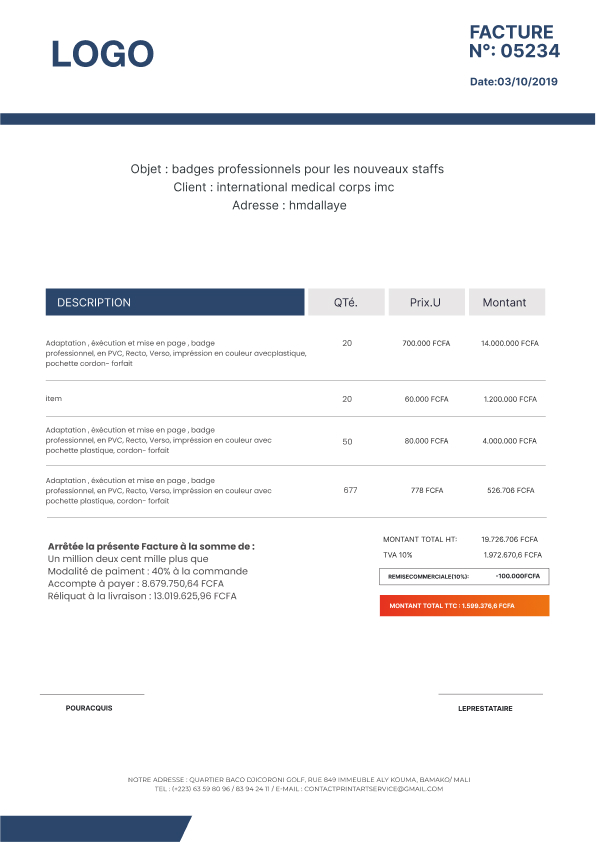 LOGO
FACTURE
N°: 05234
Date:03/10/2019
Objet : badges professionnels pour les nouveaux staffs
Client : international medical corps imc
Adresse : hmdallaye
DESCRIPTION QTé. Prix.U Montant
Adaptation , éxécution et mise en page , badge
professionnel, en PVC, Recto, Verso, impréssion en couleur avecplastique,
pochette cordon- forfait
20 700.000 FCFA 14.000.000 FCFA
item 20 60.000 FCFA 1.200.000 FCFA
Adaptation , éxécution et mise en page , badge
professionnel, en PVC, Recto, Verso, impréssion en couleur avec
pochette plastique, cordon- forfait
50 80.000 FCFA 4.000.000 FCFA
Adaptation , éxécution et mise en page , badge
professionnel, en PVC, Recto, Verso, impréssion en couleur avec
pochette plastique, cordon- forfait
677 778 FCFA 526.706 FCFA
Arrêtée la présente Facture à la somme de :
Un million deux cent mille plus que
Modalité de paiment : 40% à la commande
Accompte á payer : 8.679.750,64 FCFA
Réliquat à la livraison : 13.019.625,96 FCFA
MONTANT TOTAL HT: 19.726.706 FCFA
TVA 10% 1.972.670,6 FCFA
REMISECOMMERCIALE(10%): -100.000FCFA
MONTANT TOTAL TTC : 1.599.376,6 FCFA
POURACQUIS
LEPRESTATAIRE
NOTRE ADRESSE : QUARTIER BACO DJICORONI GOLF, RUE 849 IMMEUBLE ALY KOUMA, BAMAKO/ MALI
TEL : (+223) 63 59 80 96 / 83 94 24 11 / E-MAIL : CONTACTPRINTARTSERVICE@GMAIL.COM